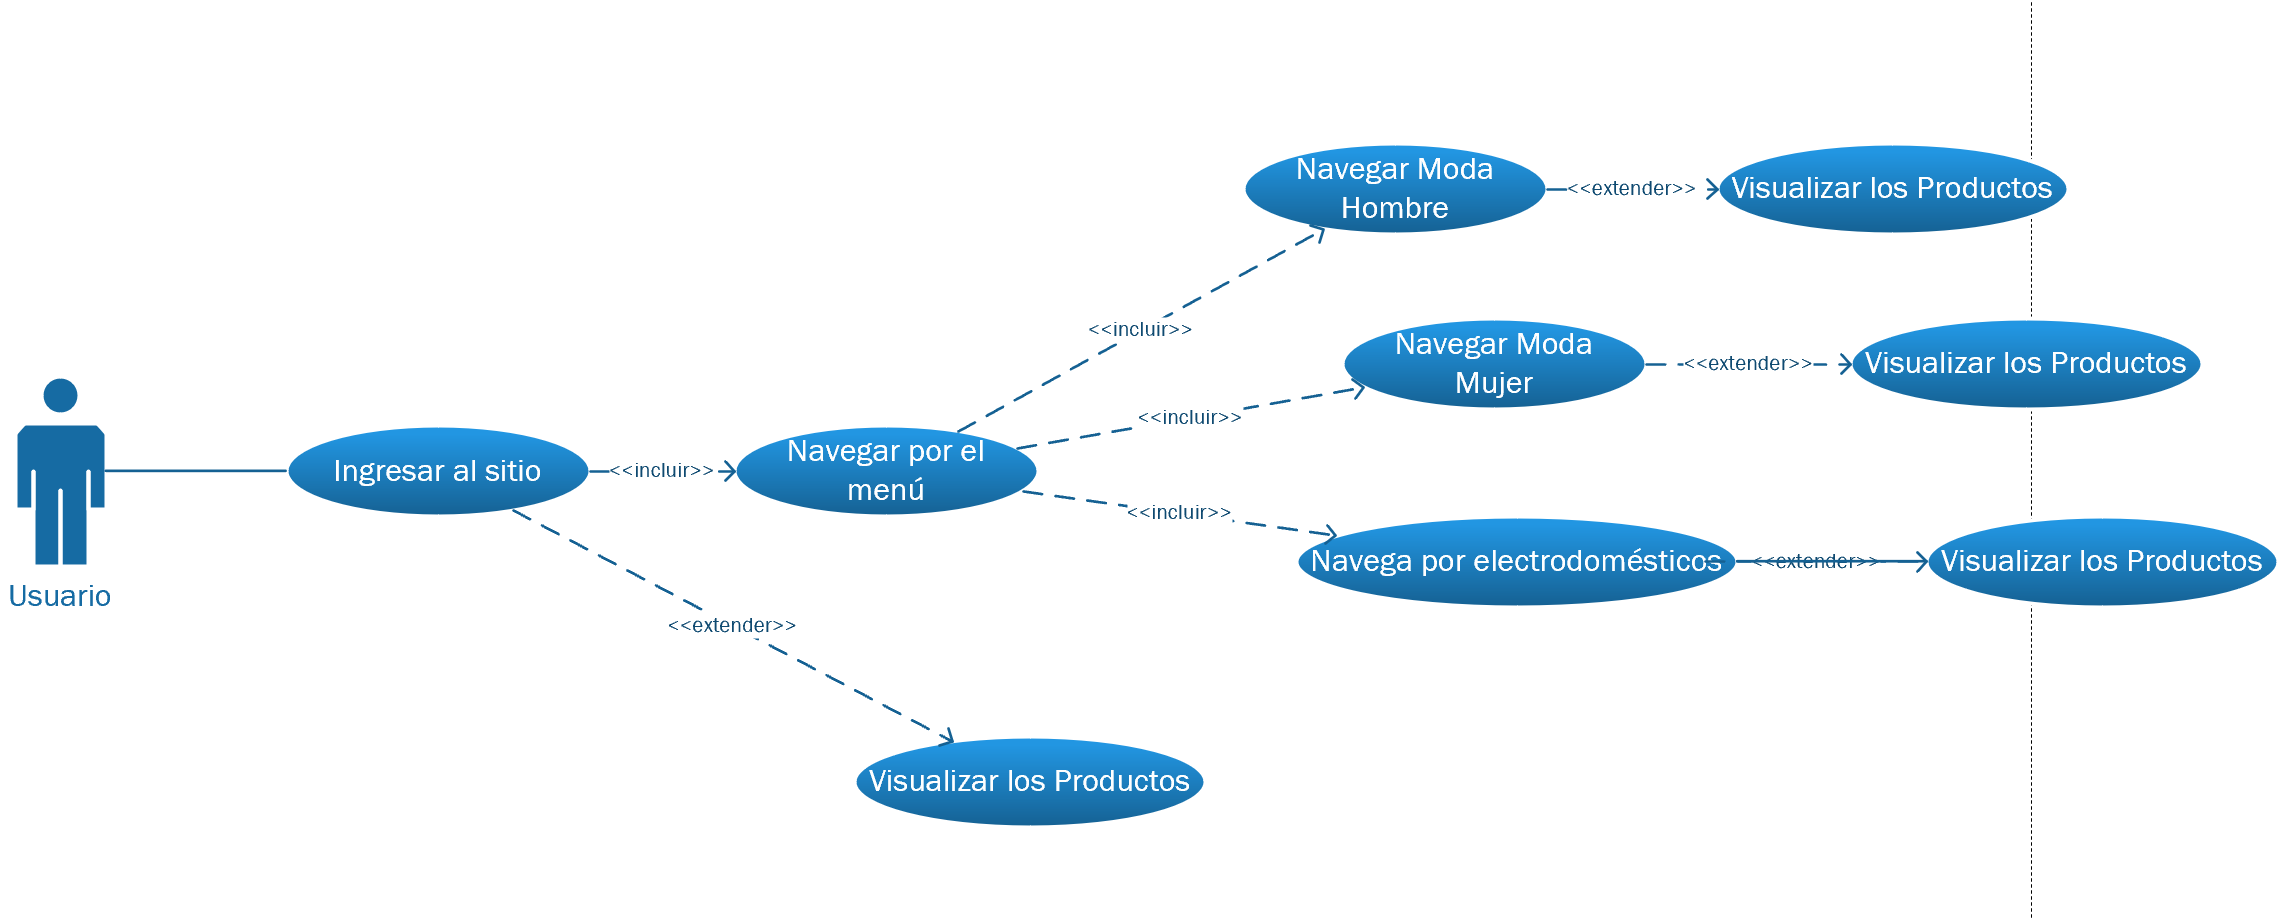 Navegar Moda
Hombre
<<extender>>
Visualizar los Productos
<<incluir>>
Navegar Moda
Mujer
<<extender>>
Visualizar los Productos
<<incluir>>
Usuario
Ingresar al sitio
<<incluir>>
Navegar por el
menú
<<incluir>>
Navega por electrodomésticos
<<extender>>
Visualizar los Productos
<<extender>>
Visualizar los Productos